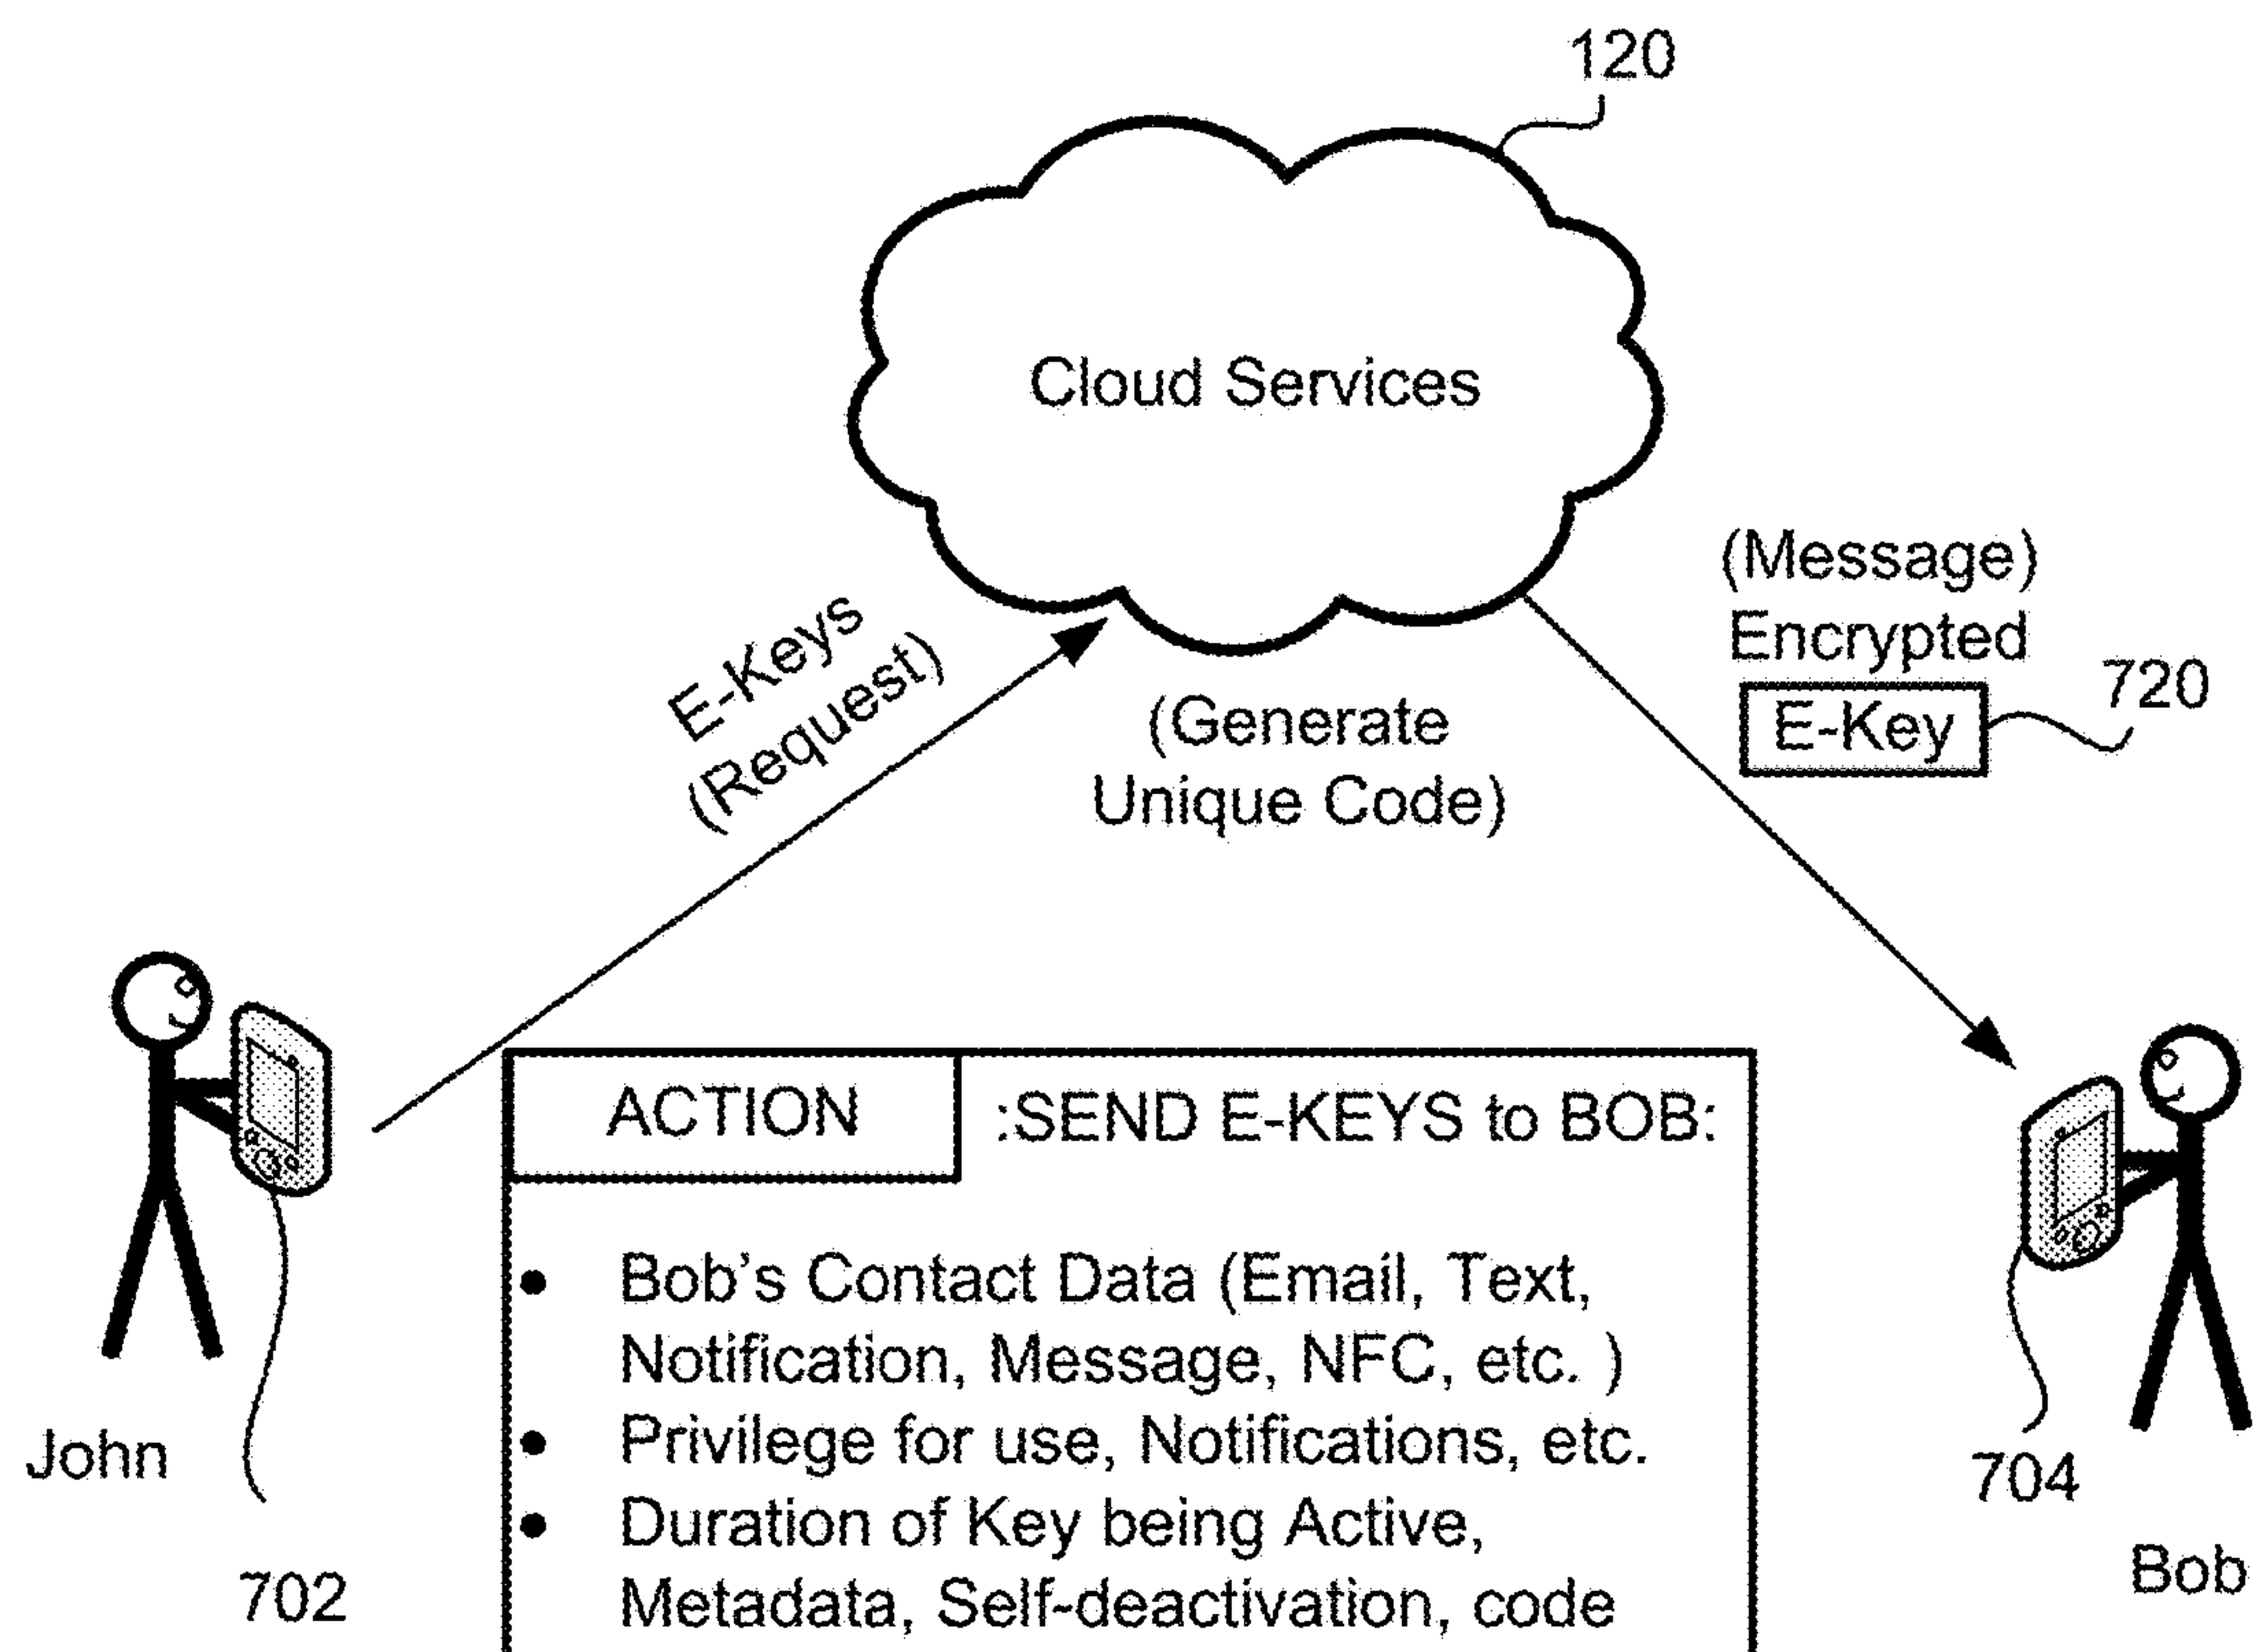 120
Cloud Services
(Message)
Encrypted
E-Key
720
E-Keys
(Request)
(Generate
Unique Code)
ACTION :SEND E-KEYS to BOB:
• Bob's Contact Data (Email, Text,
Notification, Message, NFC, etc. )
• Privilege for use, Notifications, etc.
• Duration of Key being Active,
Metadata, Self-deactivation, code
John
702
704
Bob